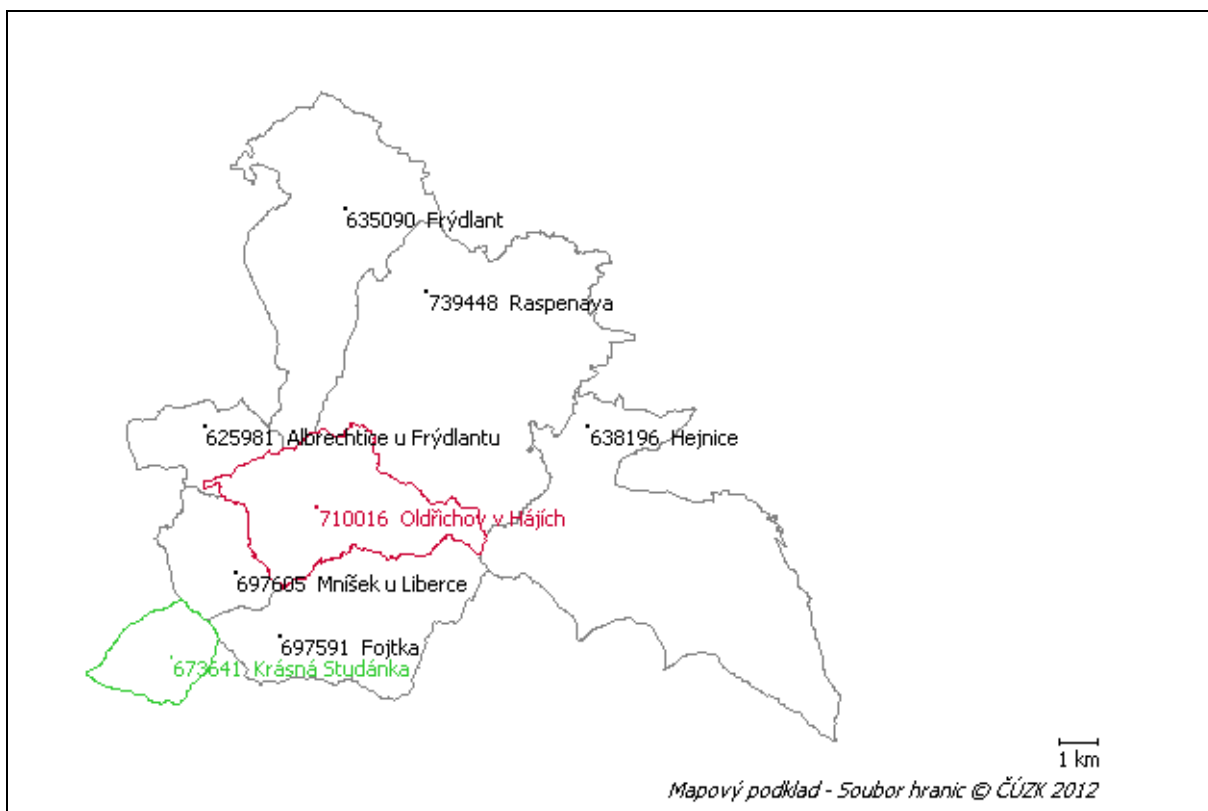 635090 Frýdlant
739448 Raspenava
625981 Albrechtice u Frýdlantu
638196 Hejnice
710016 Oldřichov v Hájích
697605 Mníšek u Liberce
697591 Fojtka
673641 Krásná Studánka
1 km
Mapový podklad - Soubor hranic © ČÚZK 2012